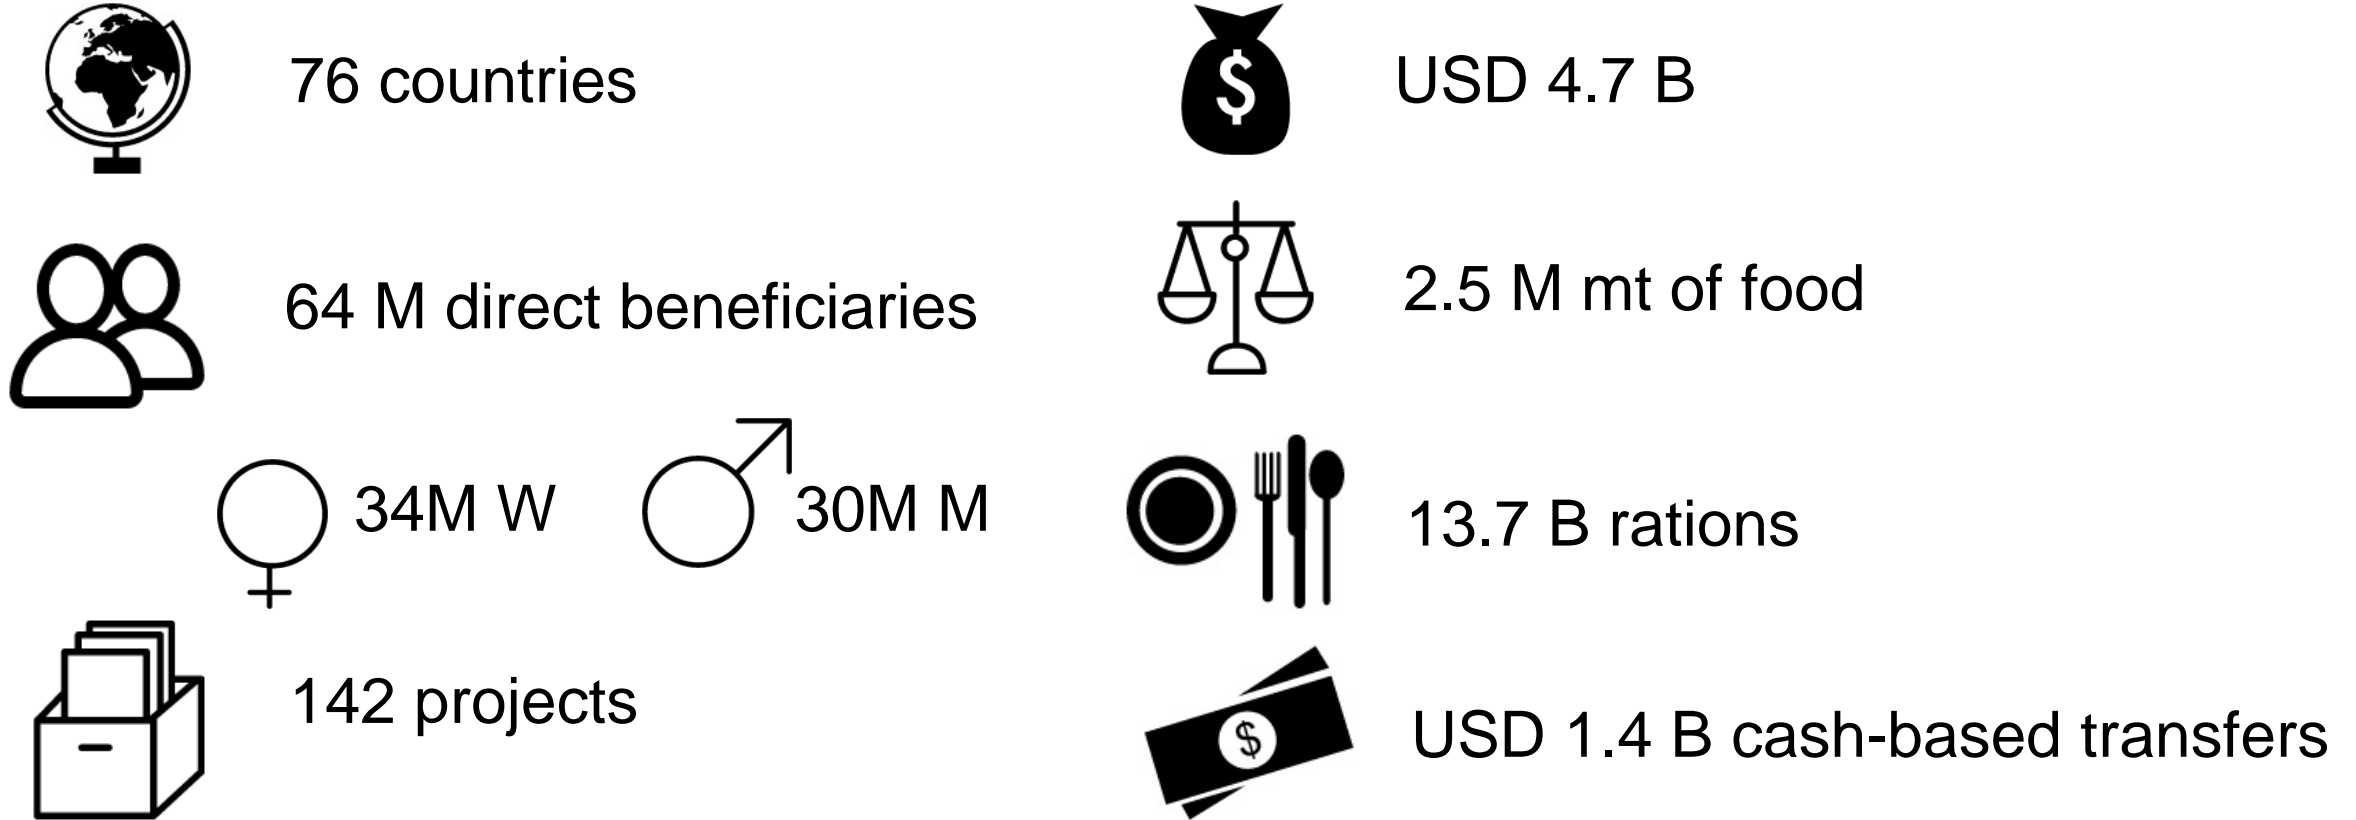 76 countries
64 M direct beneficiaries
34M W
30M M
142 projects
$
USD 4.7 B
2.5 M mt of food
13.7 B rations
$
USD 1.4 B cash-based transfers